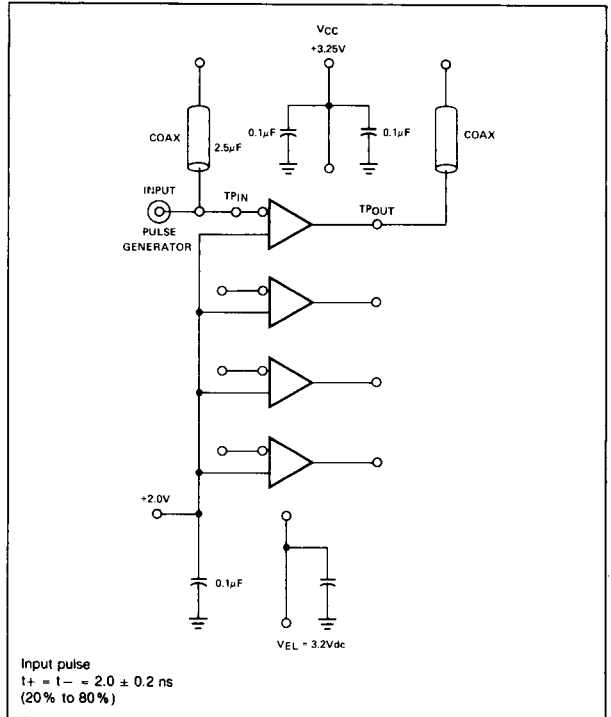 VCC
+3.25V
COAX
2.5µF
0.1µF
0.1µF
COAX
INPUT
TPIN
TPOUT
PULSE
GENERATOR
+2.0V
0.1µF
VEL = 3.2Vdc
Input pulse
t+ = t− = 2.0 ± 0.2 ns
(20% to 80%)